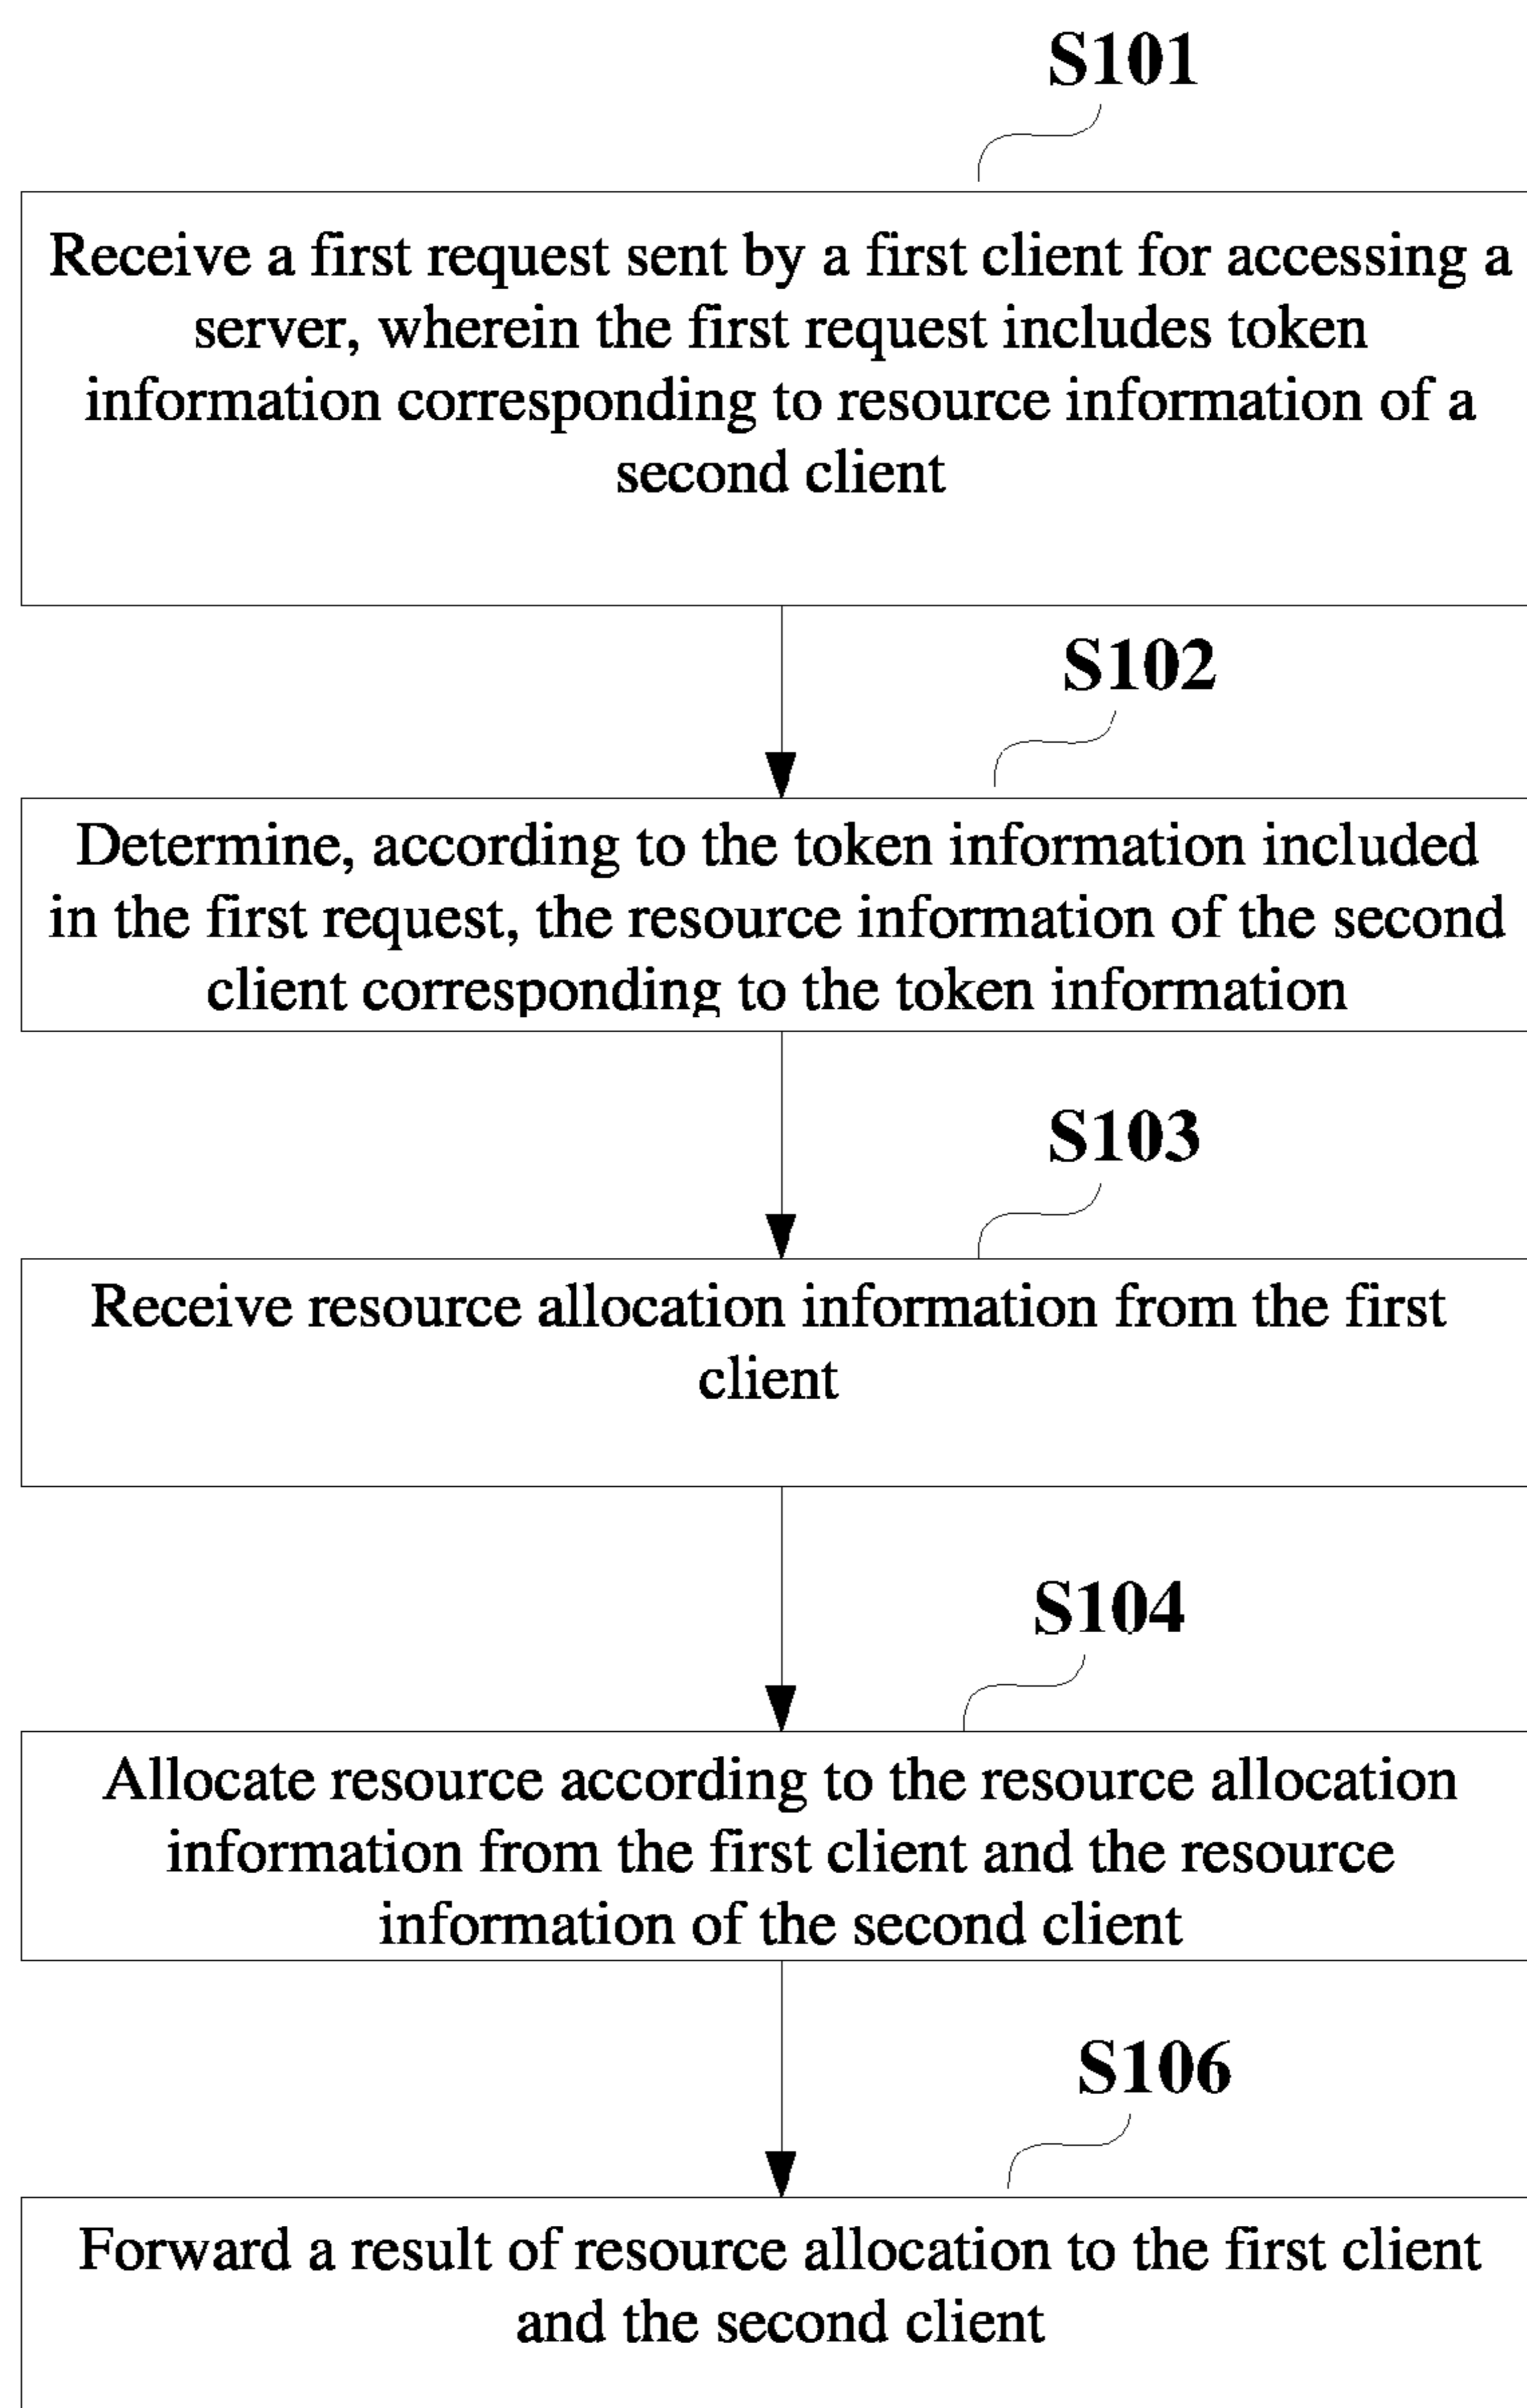 S101
Receive a first request sent by a first client for accessing a
server, wherein the first request includes token
information corresponding to resource information of a
second client
S102
Determine, according to the token information included
in the first request, the resource information of the second
client corresponding to the token information
S103
Receive resource allocation information from the first
client
S104
Allocate resource according to the resource allocation
information from the first client and the resource
information of the second client
S106
Forward a result of resource allocation to the first client
and the second client